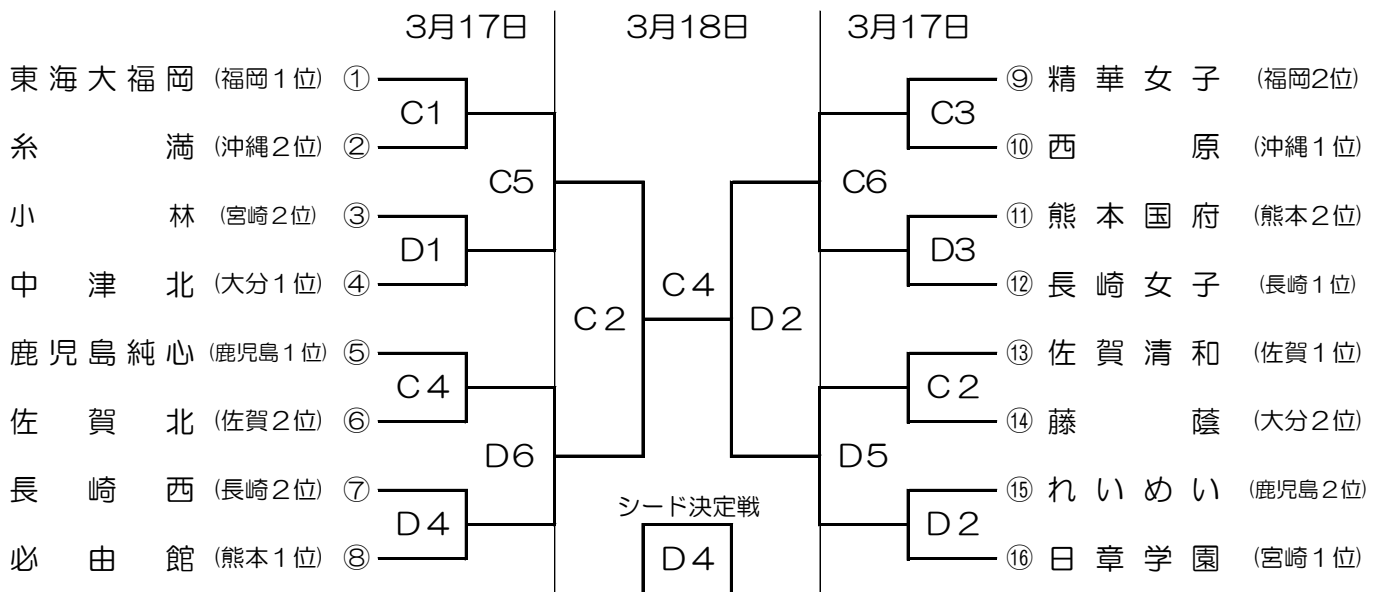 3月17日 3月18日 3月17日
東海大福岡 (福岡1位) ① ⑨ 精華女子 (福岡2位)
C1 C3
糸満 (沖縄2位) ② ⑩ 西原 (沖縄1位)
C5 C6
小林 (宮崎2位) ③ ⑪ 熊本国府 (熊本2位)
D1 D3
中津北 (大分1位) ④ C4 ⑫ 長崎女子 (長崎1位)
C2 D2
鹿児島純心 (鹿児島1位) ⑤ ⑬ 佐賀清和 (佐賀1位)
C4 C2
佐賀北 (佐賀2位) ⑥ ⑭ 藤蔭 (大分2位)
D6 D5
長崎西 (長崎2位) ⑦ ⑮ れいめい (鹿児島2位)
シード決定戦
D4 D2
必由館 (熊本1位) ⑧ D4 ⑯ 日章学園 (宮崎1位)